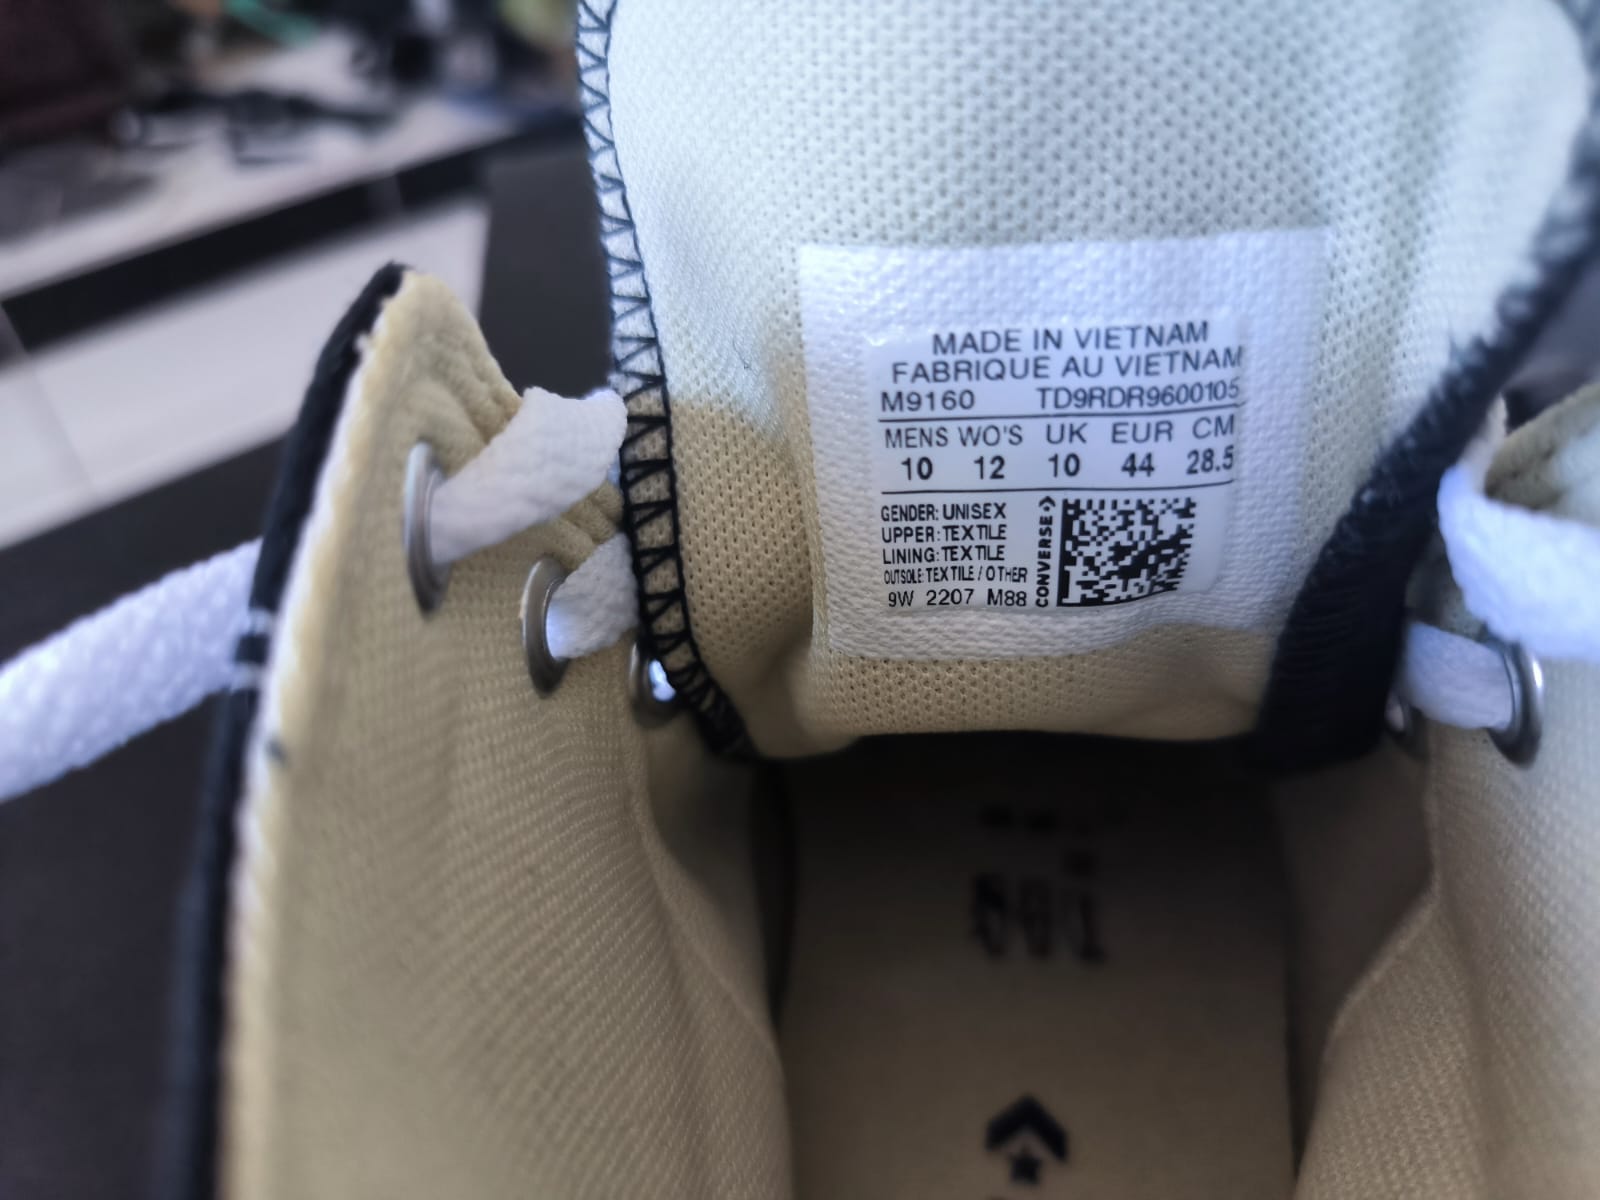 MADE IN VIETNAM
FABRIQUE AU VIETNAM
M9160 TD9RDR9600105
MENS WO'S UK EUR CM
10 12 10 44 28.5
GENDER: UNISEX
UPPER: TEXTILE
LINING: TEXTILE
OUTSOLE: TEXTILE / OTHER
9W 2207 M88
CONVERSE